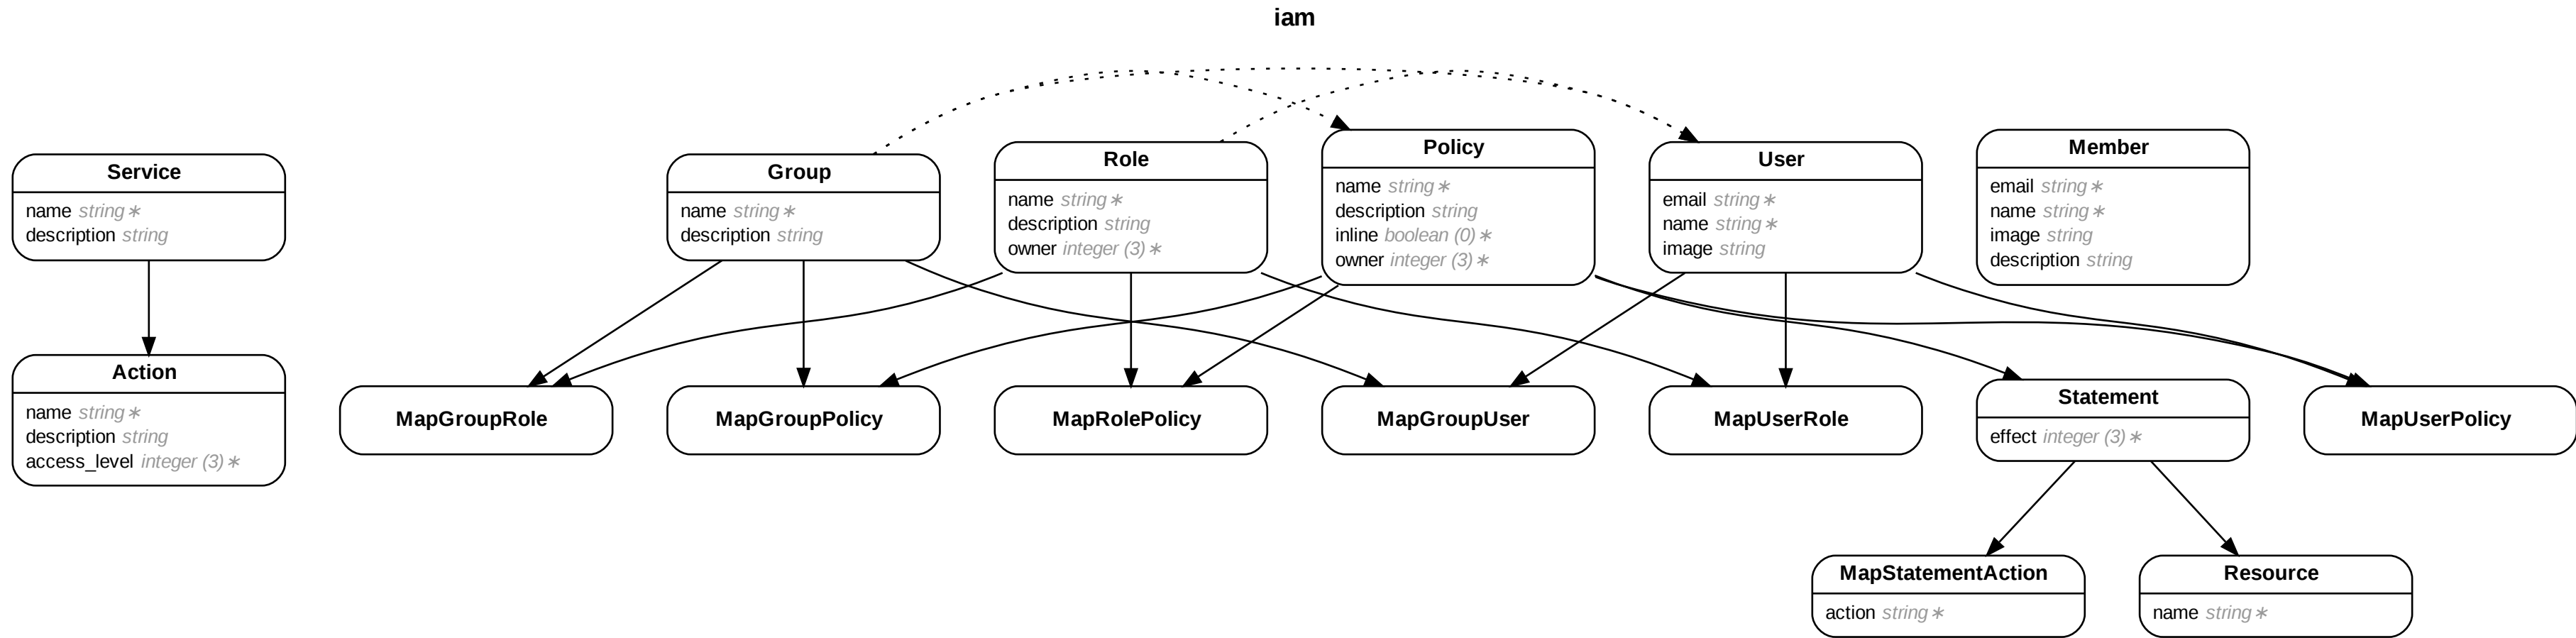 iam
Service
name string∗
description string
Group
name string∗
description string
Role
name string∗
description string
owner integer (3)∗
Policy
name string∗
description string
inline boolean (0)∗
owner integer (3)∗
User
email string∗
name string∗
image string
Member
email string∗
name string∗
image string
description string
Action
name string∗
description string
access_level integer (3)∗
MapGroupRole
MapGroupPolicy
MapRolePolicy
MapGroupUser
MapUserRole
Statement
effect integer (3)∗
MapUserPolicy
MapStatementAction
action string∗
Resource
name string∗